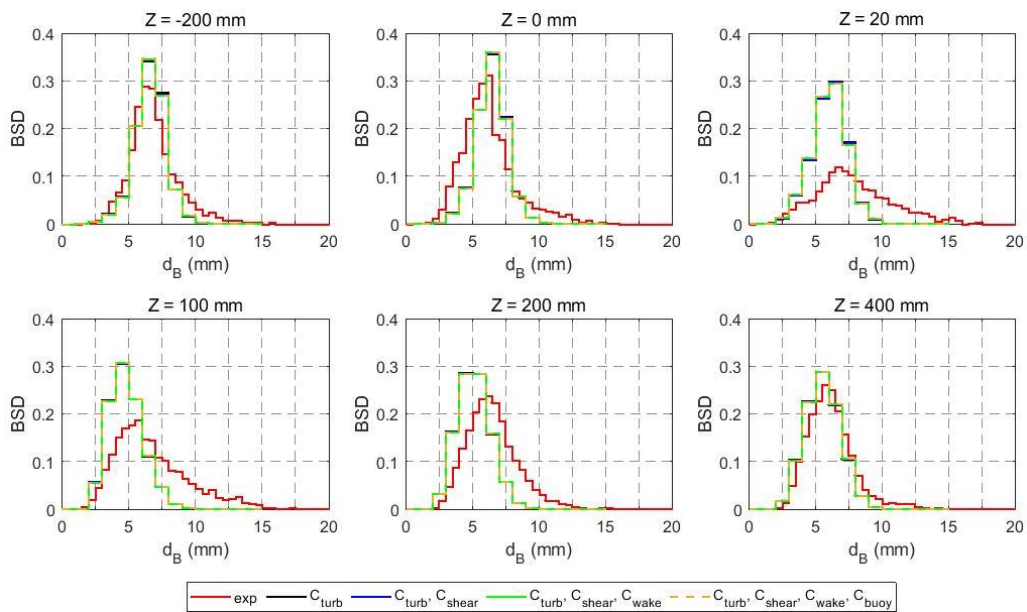 Z = -200 mm
Z = 0 mm
Z = 20 mm
0.4
0.3
0.2
0.1
0
BSD
0 5 10 15 20
d_B (mm)
0.4
0.3
0.2
0.1
0
BSD
0 5 10 15 20
d_B (mm)
0.4
0.3
0.2
0.1
0
BSD
0 5 10 15 20
d_B (mm)
Z = 100 mm
Z = 200 mm
Z = 400 mm
0.4
0.3
0.2
0.1
0
BSD
0 5 10 15 20
d_B (mm)
0.4
0.3
0.2
0.1
0
BSD
0 5 10 15 20
d_B (mm)
0.4
0.3
0.2
0.1
0
BSD
0 5 10 15 20
d_B (mm)
exp C_turb C_turb, C_shear C_turb, C_shear, C_wake C_turb, C_shear, C_wake, C_buoy